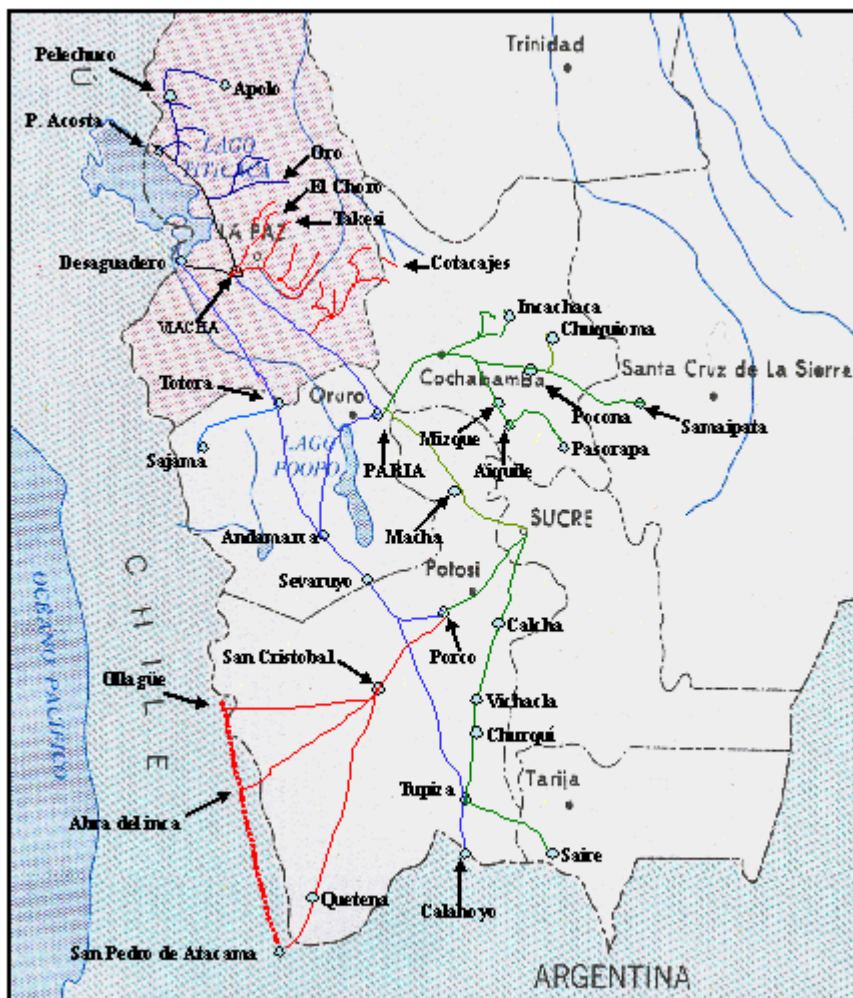 Trinidad
Pelechuco
Apolo
P. Acosta
LAGO
TITICACA
Oro
El Choro
Takesi
LA PAZ
Desaguadero
Cotacajes
VIACHA
Incachaca
Chuquioma
Totora
Oruro
Cochabamba
Santa Cruz de La Sierra
Pocona
Samaipata
Mizque
Sajama
LAGO
POOPO
PARIA
Aiquile
Pasorapa
Andamarca
Macha
SUCRE
Sevaruyo
Potosi
Calcha
San Cristobal
Porco
Ollagüe
OCEANO PACIFICO
CHILE
Vichacla
Churquí
Tupiza
Tarija
Abra del inca
Saire
Quetena
Calahoyo
San Pedro de Atacama
ARGENTINA